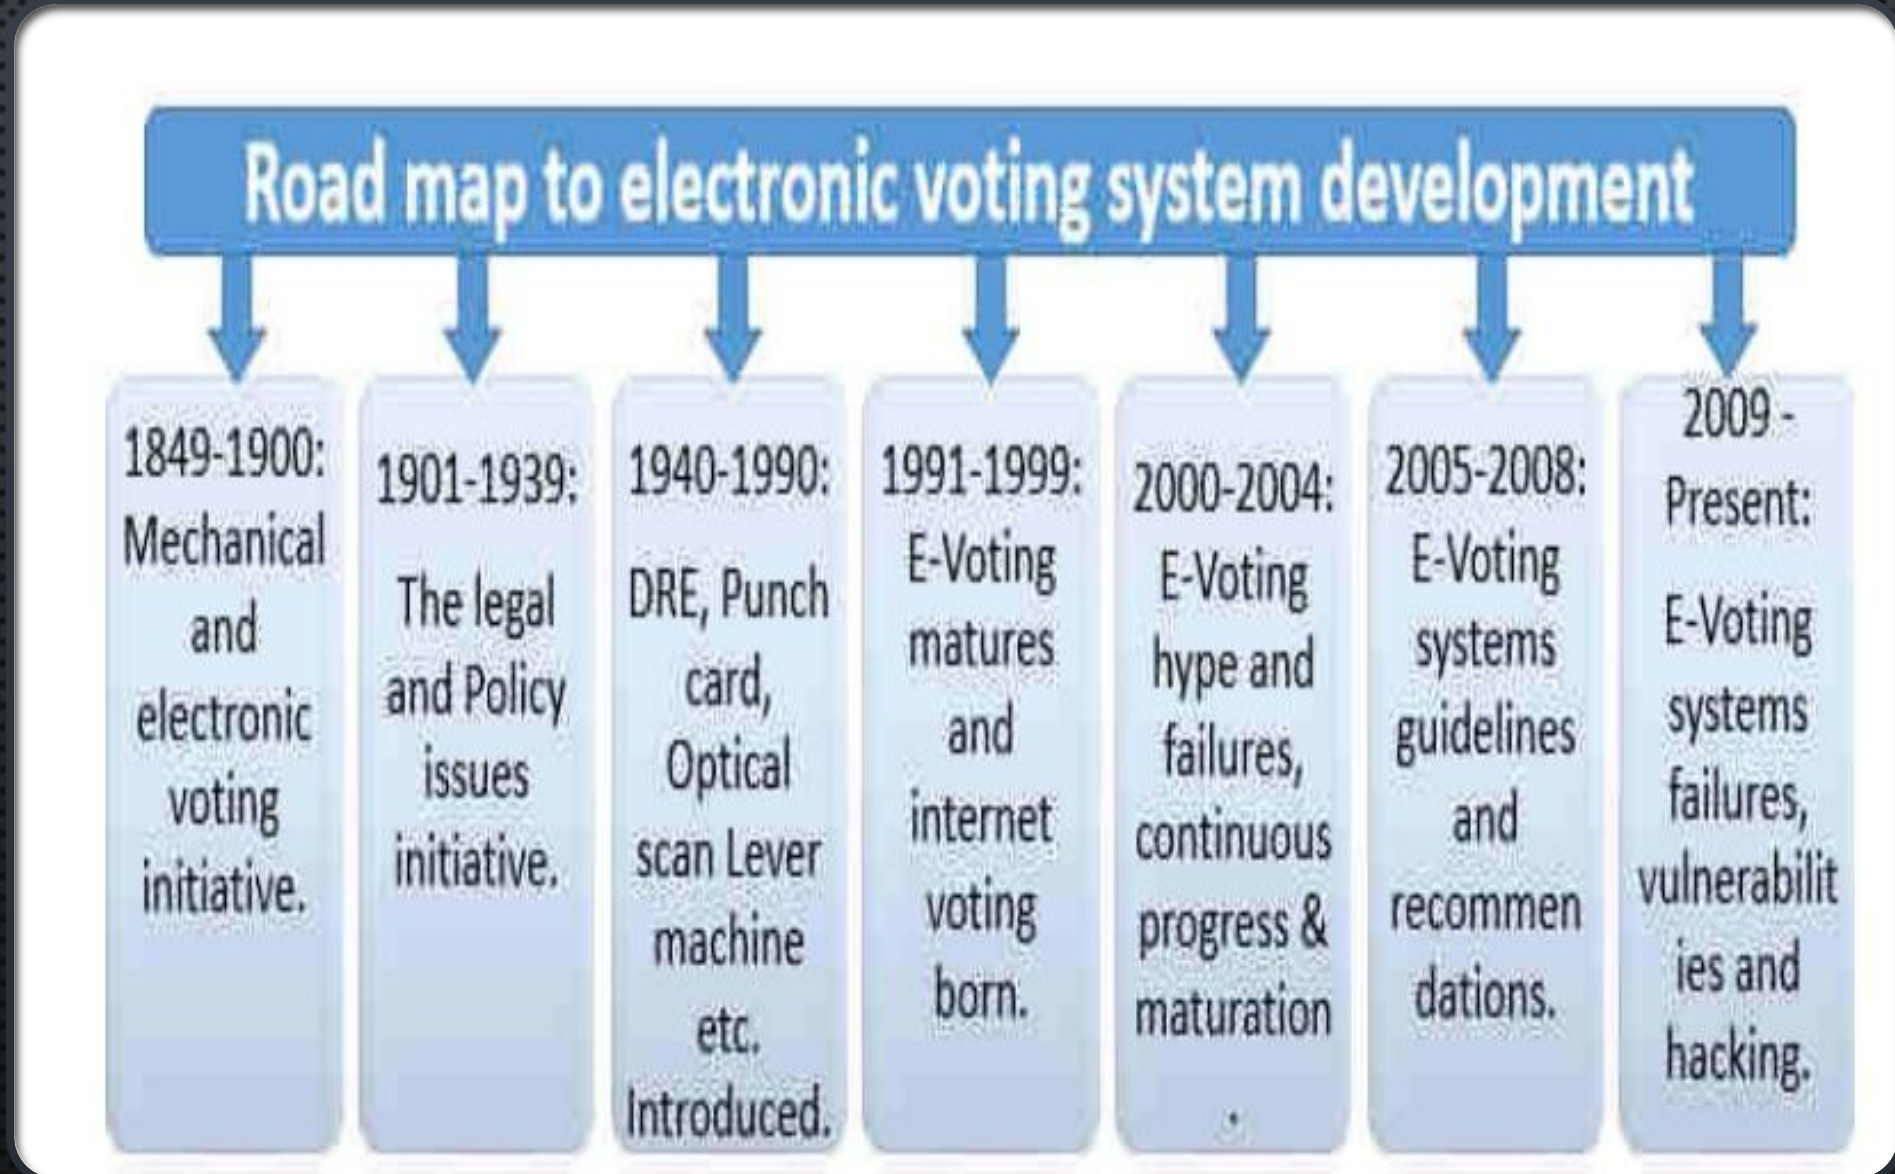 Road map to electronic voting system development
1849-1900:
Mechanical
and
electronic
voting
initiative.
1901-1939:
The legal
and Policy
issues
initiative.
1940-1990:
DRE, Punch
card,
Optical
scan Lever
machine
etc.
Introduced.
1991-1999:
E-Voting
matures
and
internet
voting
born.
2000-2004:
E-Voting
hype and
failures,
continuous
progress &
maturation
.
2005-2008:
E-Voting
systems
guidelines
and
recommen
dations.
2009 -
Present:
E-Voting
systems
failures,
vulnerabilit
ies and
hacking.